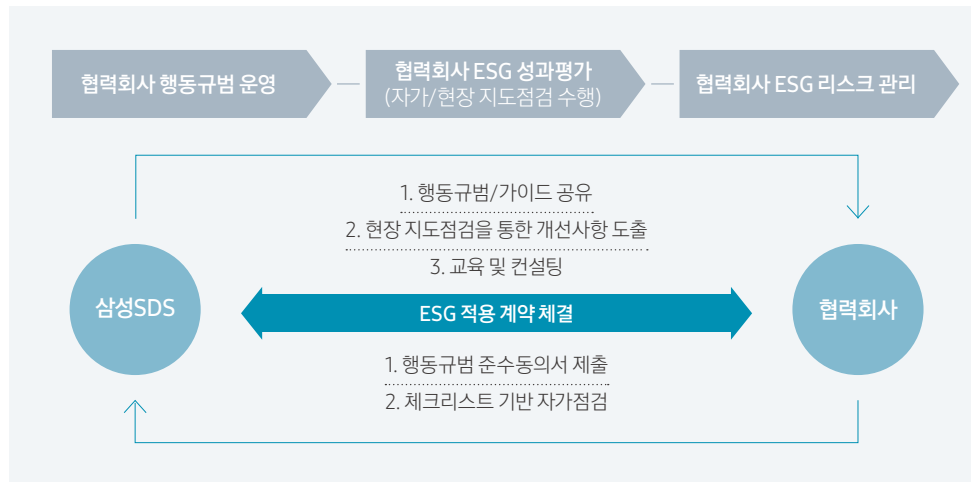 협력회사 행동규범 운영
협력회사 ESG 성과평가
(자가/현장 지도점검 수행)
협력회사 ESG 리스크 관리
1. 행동규범/가이드 공유
2. 현장 지도점검을 통한 개선사항 도출
3. 교육 및 컨설팅
삼성SDS
ESG 적용 계약 체결
협력회사
1. 행동규범 준수동의서 제출
2. 체크리스트 기반 자가점검